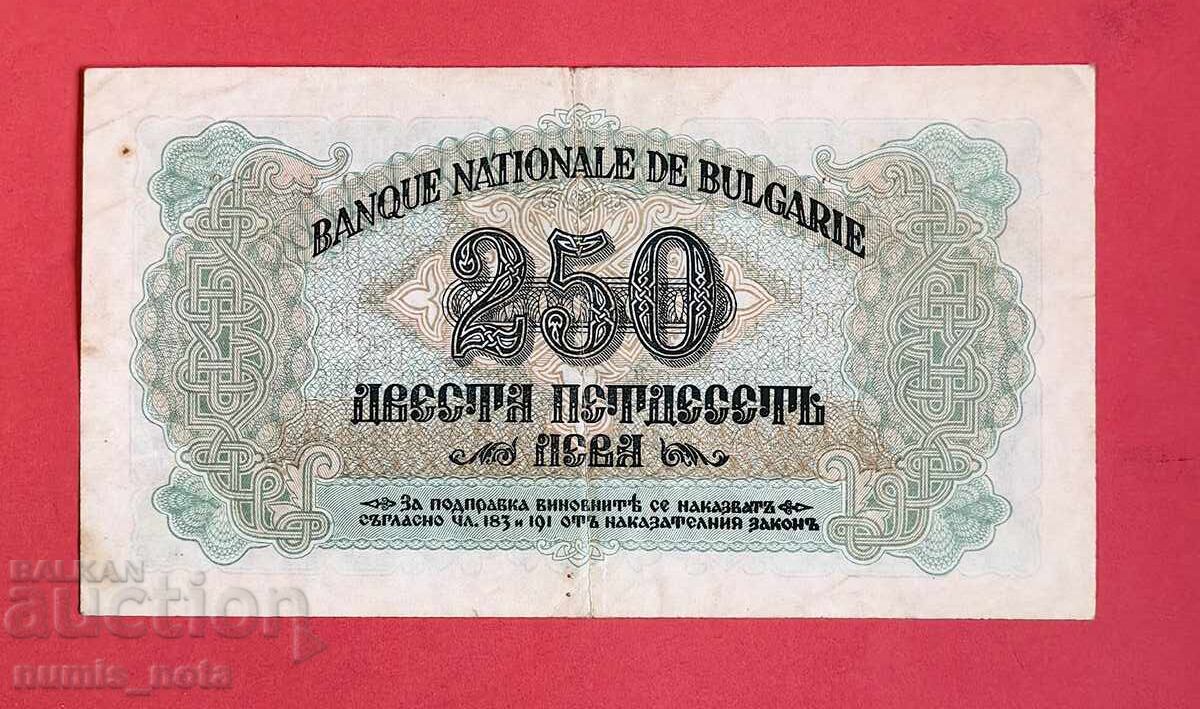 BANQUE NATIONALE DE BULGARIE
250
ДВЕСТА ПЕТДЕСЕТЬ
ЛЕВА
ЗА ПОДПРАВКА ВИНОВНИТѢ СЕ НАКАЗВАТЪ
СЪГЛАСНО ЧЛ. 183 И 191 ОТЪ НАКАЗАТЕЛНИЯ ЗАКОНЪ
BALKAN
auction
numis_nota